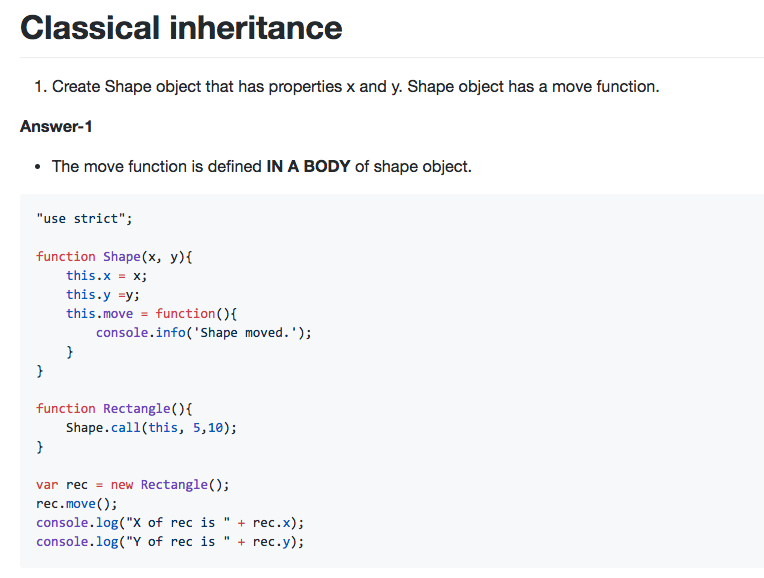 Classical inheritance
1. Create Shape object that has properties x and y. Shape object has a move function.
Answer-1
• The move function is defined IN A BODY of shape object.
"use strict";
function Shape(x, y){
    this.x = x;
    this.y =y;
    this.move = function(){
        console.info('Shape moved.');
    }
}
function Rectangle(){
    Shape.call(this, 5,10);
}
var rec = new Rectangle();
rec.move();
console.log("X of rec is " + rec.x);
console.log("Y of rec is " + rec.y);